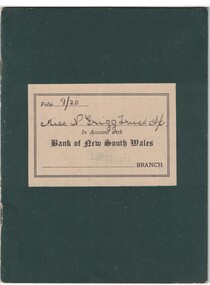 Folio 9/20
Miss P Grigg Trust A/c.
In Account with
Bank of New South Wales
BRANCH